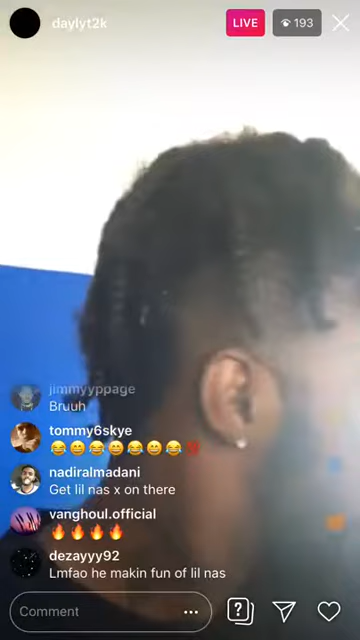 daylyt2k
LIVE
193
jimmyyppage
Bruuh
tommy6skye
😂😂😂😂😂😂😂‼️
nadiralmadani
Get lil nas x on there
vanghoul.official
🔥🔥🔥🔥
dezayyy92
Lmfao he makin fun of lil nas
Comment